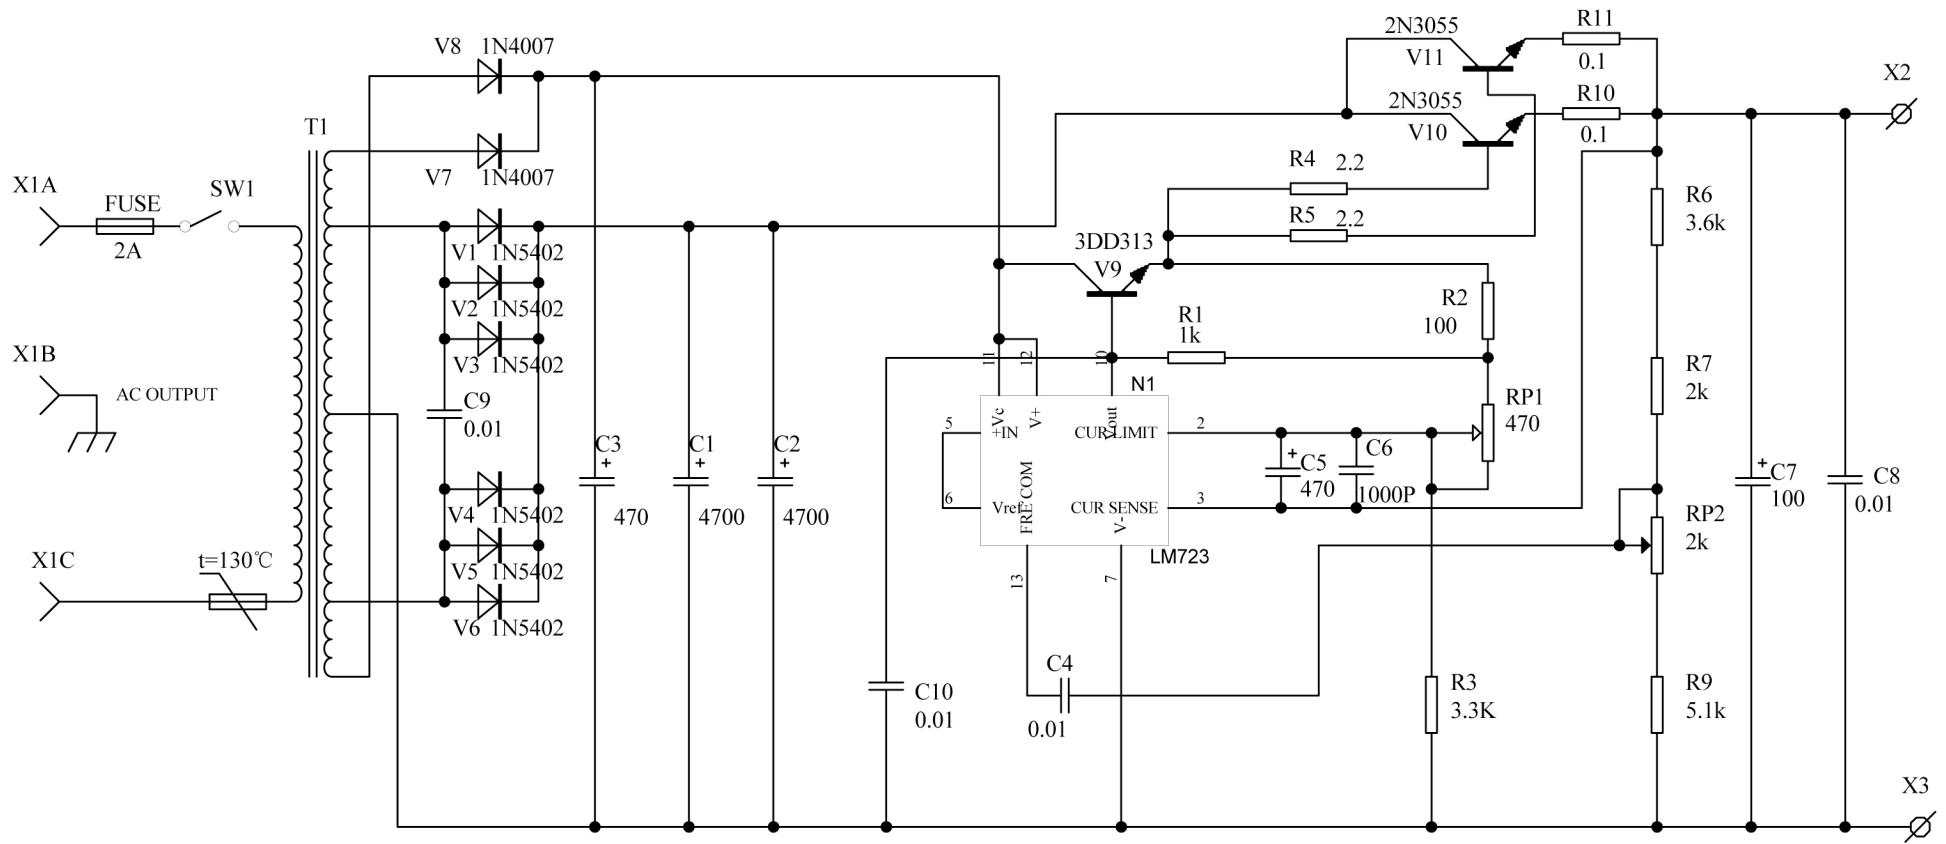 V8 1N4007
T1
V7 1N4007
X1A
FUSE
2A
SW1
V1 1N5402
V2 1N5402
V3 1N5402
X1B
AC OUTPUT
C9
0.01
V4 1N5402
V5 1N5402
V6 1N5402
X1C
t=130℃
C3
+
470
C1
+
4700
C2
+
4700
C10
0.01
2N3055
V11
R11
0.1
2N3055
V10
R10
0.1
X2
R4 2.2
R5 2.2
3DD313
V9
R1
1k
R2
100
11
12
10
N1
Vc
V+
Vout
5
+IN
CUR LIMIT
2
6
Vref
FRE COM
CUR SENSE
3
V-
LM723
13
7
C4
0.01
+
C5
470
C6
1000P
RP1
470
R3
3.3K
R6
3.6k
R7
2k
RP2
2k
R9
5.1k
+
C7
100
C8
0.01
X3